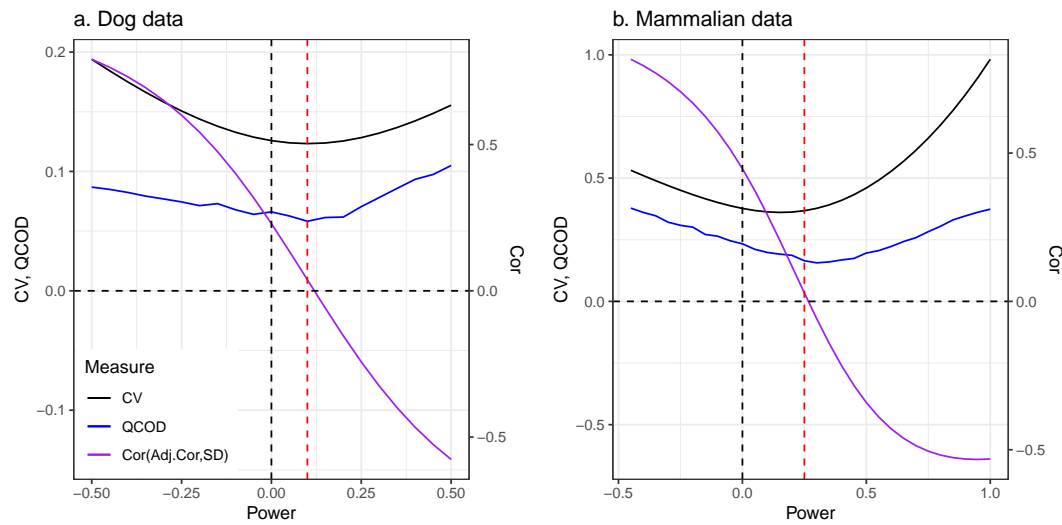 a. Dog data
b. Mammalian data
CV, QCOD
0.2
0.1
0.0
−0.1
0.5
0.0
−0.5
Cor
Measure
CV
QCOD
Cor(Adj.Cor,SD)
−0.50
−0.25
0.00
0.25
0.50
Power
CV, QCOD
1.0
0.5
0.0
−0.5
0.5
0.0
−0.5
Cor
−0.5
0.0
0.5
1.0
Power